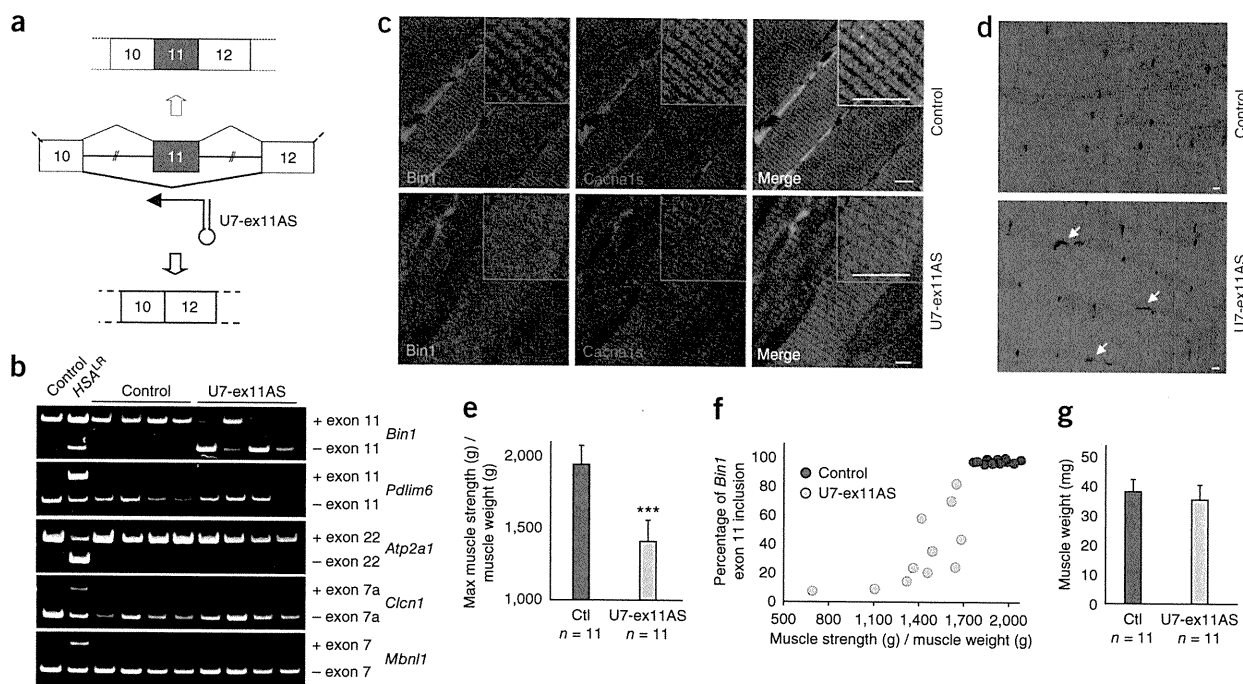 a
10 11 12
10 11 12
U7-ex11AS
10 12
b
Control
HSA^LR
Control
U7-ex11AS
+ exon 11
– exon 11
Bin1
+ exon 11
– exon 11
Pdlim6
+ exon 22
– exon 22
Atp2a1
+ exon 7a
– exon 7a
Clcn1
+ exon 7
– exon 7
Mbnl1
c
Bin1
Cacna1s
Merge
Control
Bin1
Cacna1s
Merge
U7-ex11AS
d
Control
U7-ex11AS
e
Max muscle strength (g) /
muscle weight (g)
2,000
1,500
1,000
***
Ctl
n = 11
U7-ex11AS
n = 11
f
Percentage of Bin1
exon 11 inclusion
100
80
60
40
20
0
Control
U7-ex11AS
500 800 1,100 1,400 1,700 2,000
Muscle strength (g) / muscle weight (g)
g
Muscle weight (mg)
50
40
30
20
10
0
Control
n = 11
U7-ex11AS
n = 11